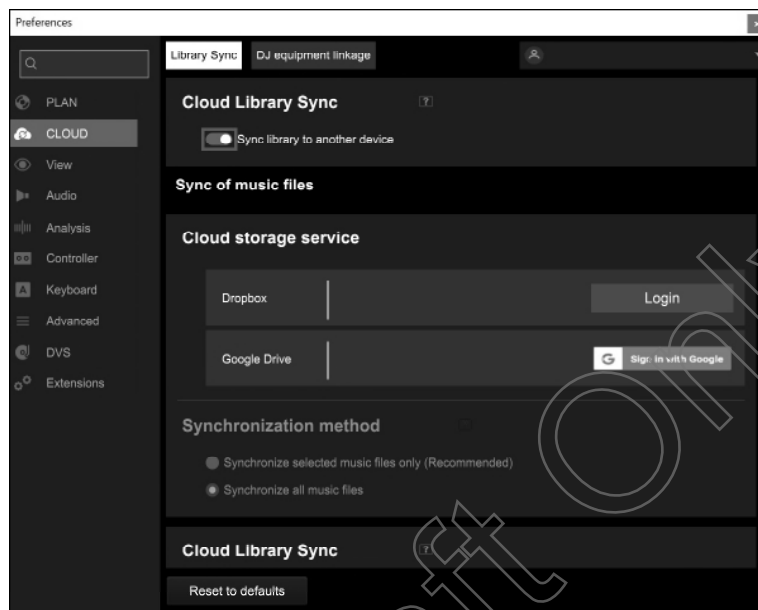 Preferences
Library Sync DJ equipment linkage
PLAN
CLOUD
View
Audio
Analysis
Controller
Keyboard
Advanced
DVS
Extensions
Cloud Library Sync ?
Sync library to another device
Sync of music files
Cloud storage service
Dropbox Login
Google Drive G Sign in with Google
Synchronization method
Synchronize selected music files only (Recommended)
Synchronize all music files
Cloud Library Sync ?
Reset to defaults